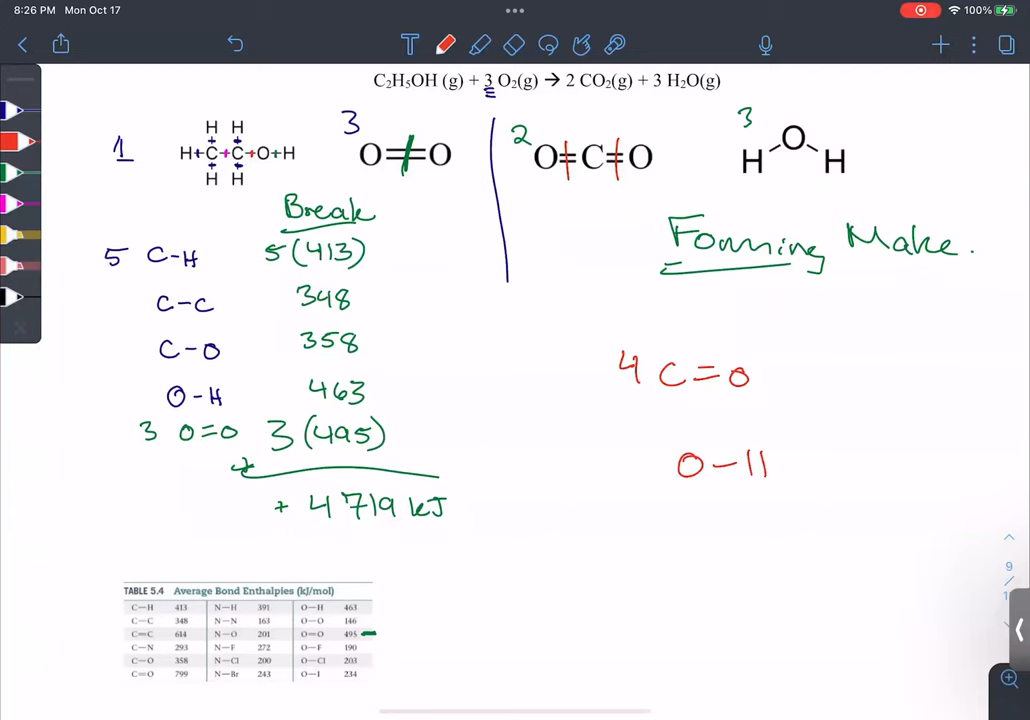 8:26 PM Mon Oct 17
100%
C₂H₅OH (g) + 3 O₂(g) → 2 CO₂(g) + 3 H₂O(g)
1
H H
H C C O H
H H
3
O O
2
O=C=O
3
O
H H
Break
Forming Make.
5 C-H 5(413)
C-C 348
C-O 358
O-H 463
3 O=O 3(495)
+ 4719 kJ
4 C=O
O-H
TABLE 5.4 Average Bond Enthalpies (kJ/mol)
C—H 413 N—H 391 O—H 463
C—C 348 N—N 163 O—O 146
C=C 614 N—O 201 O=O 495
C—N 293 N—F 272 O—F 190
C—O 358 N—Cl 200 O—Cl 203
C=O 799 N—Br 243 O—I 234
9
/